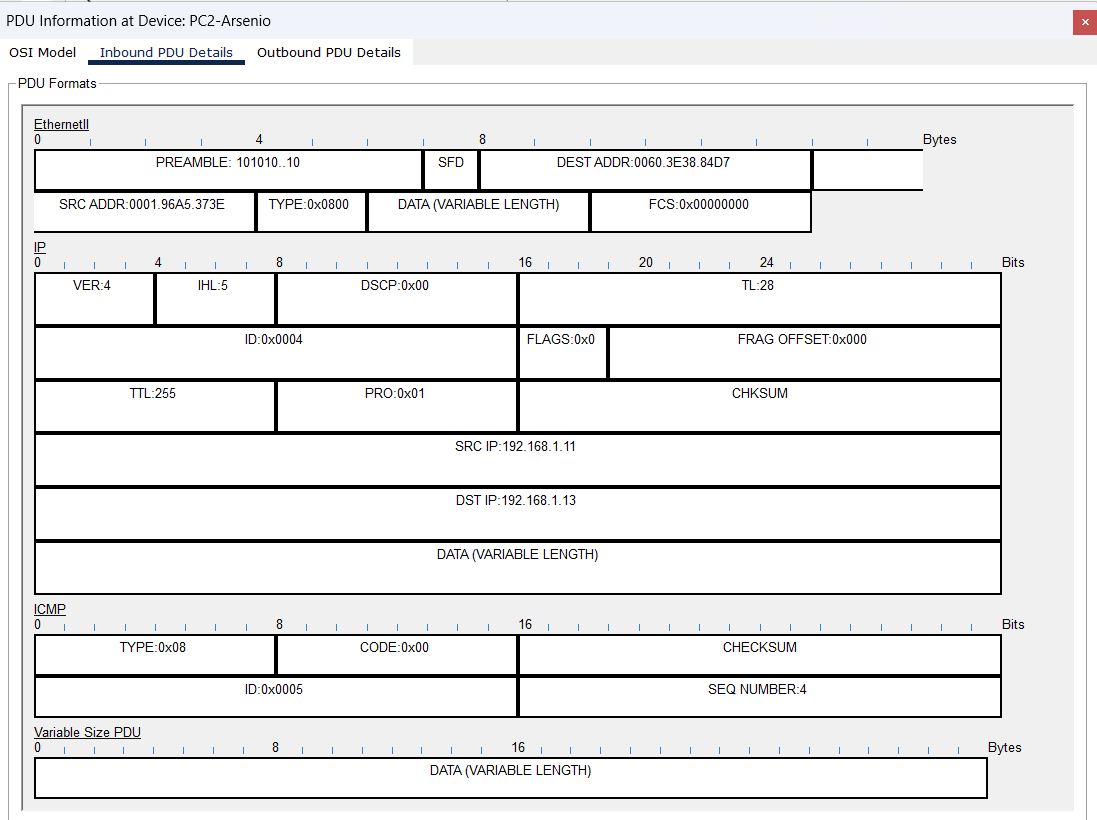 PDU Information at Device: PC2-Arsenio
×
OSI Model Inbound PDU Details Outbound PDU Details
PDU Formats
EthernetII
0 4 8 Bytes
PREAMBLE: 101010..10 SFD DEST ADDR:0060.3E38.84D7
SRC ADDR:0001.96A5.373E TYPE:0x0800 DATA (VARIABLE LENGTH) FCS:0x00000000
IP
0 4 8 16 20 24 Bits
VER:4 IHL:5 DSCP:0x00 TL:28
ID:0x0004 FLAGS:0x0 FRAG OFFSET:0x000
TTL:255 PRO:0x01 CHKSUM
SRC IP:192.168.1.11
DST IP:192.168.1.13
DATA (VARIABLE LENGTH)
ICMP
0 8 16 Bits
TYPE:0x08 CODE:0x00 CHECKSUM
ID:0x0005 SEQ NUMBER:4
Variable Size PDU
0 8 16 Bytes
DATA (VARIABLE LENGTH)